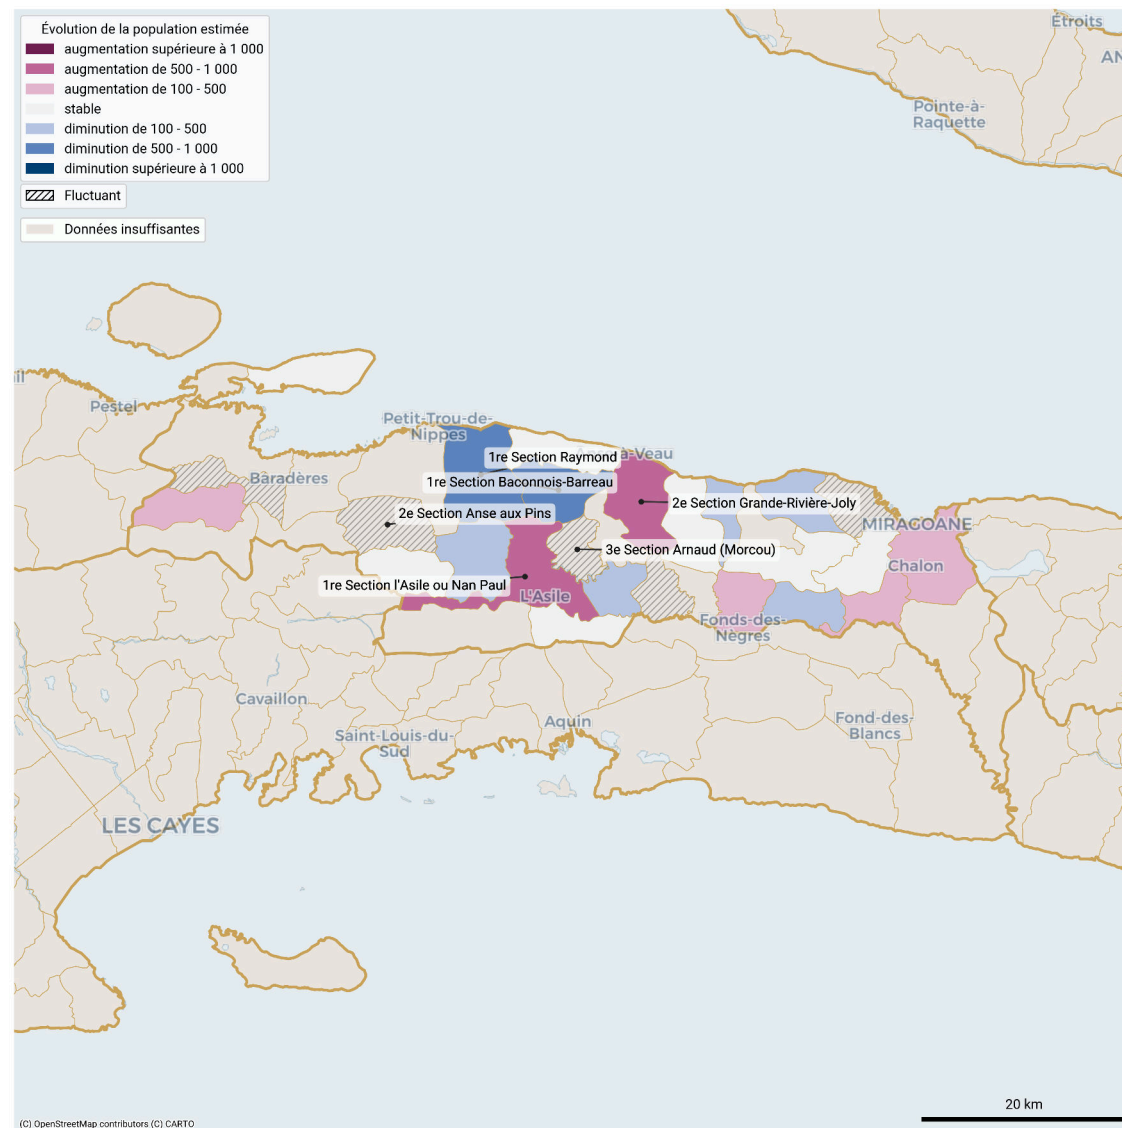 Évolution de la population estimée
augmentation supérieure à 1 000
augmentation de 500 - 1 000
augmentation de 100 - 500
stable
diminution de 100 - 500
diminution de 500 - 1 000
diminution supérieure à 1 000
Fluctuant
Données insuffisantes
Étroits
AN
Pointe-à-
Raquette
il
Pestel
Petit-Trou-de-
Nippes
Baradères
1re Section Raymond
1re Section Baconnois-Barreau
2e Section Anse aux Pins
2e Section Grande-Rivière-Joly
MIRAGOANE
3e Section Arnaud (Morcou)
Chalon
1re Section l'Asile ou Nan Paul
L'Asile
Fonds-des-
Nègres
Cavaillon
Saint-Louis-du-
Sud
Aquin
Fond-des-
Blancs
LES CAYES
20 km
(C) OpenStreetMap contributors (C) CARTO